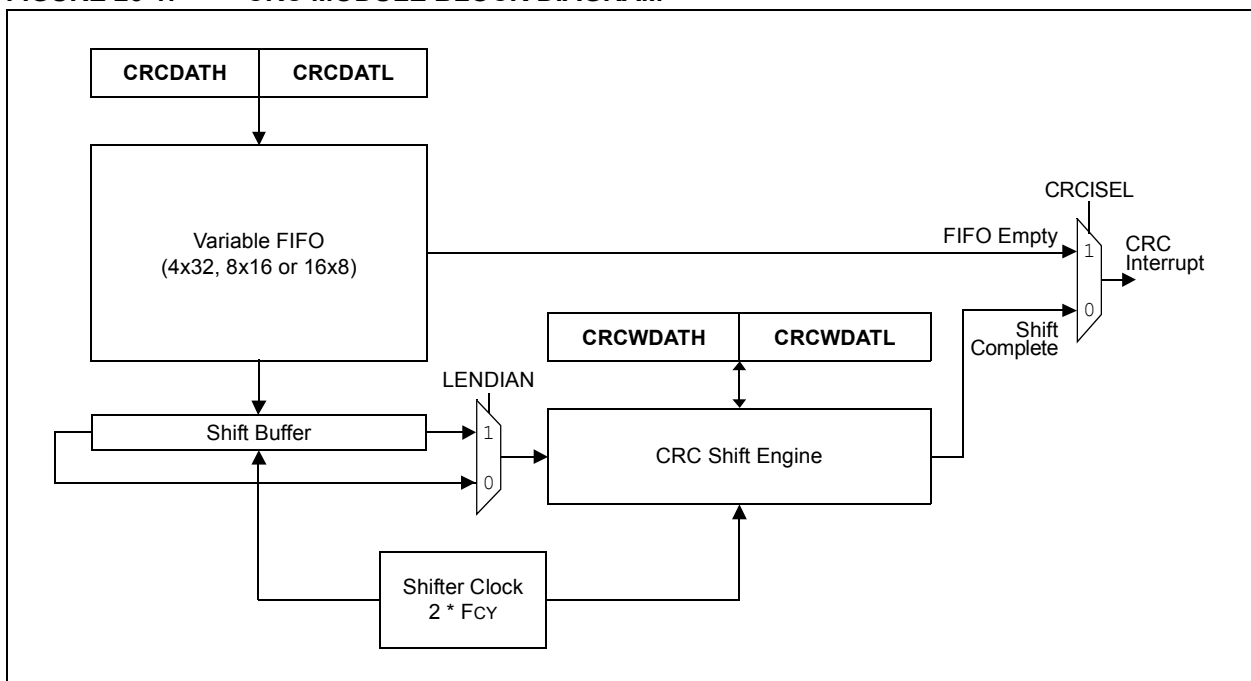 CRCDATH CRCDATL
Variable FIFO
(4x32, 8x16 or 16x8)
CRCISEL
FIFO Empty
1
CRC
Interrupt
0
Shift
Complete
CRCWDATH CRCWDATL
LENDIAN
Shift Buffer
1
0
CRC Shift Engine
Shifter Clock
2 * FCY